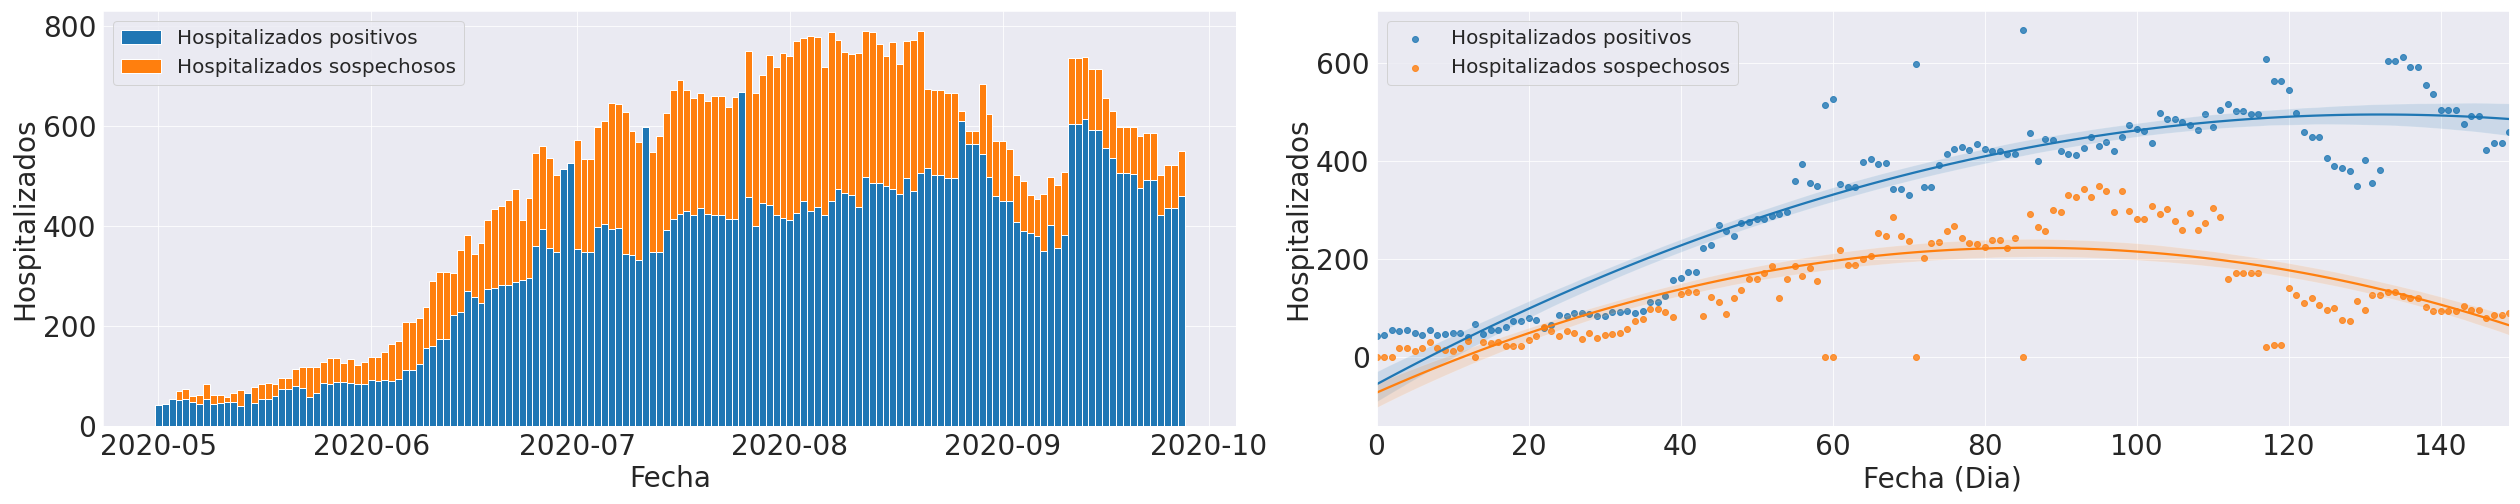 Hospitalizados
800
600
400
200
0
Hospitalizados positivos
Hospitalizados sospechosos
2020-05 2020-06 2020-07 2020-08 2020-09 2020-10
Fecha
Hospitalizados
600
400
200
0
Hospitalizados positivos
Hospitalizados sospechosos
0 20 40 60 80 100 120 140
Fecha (Dia)